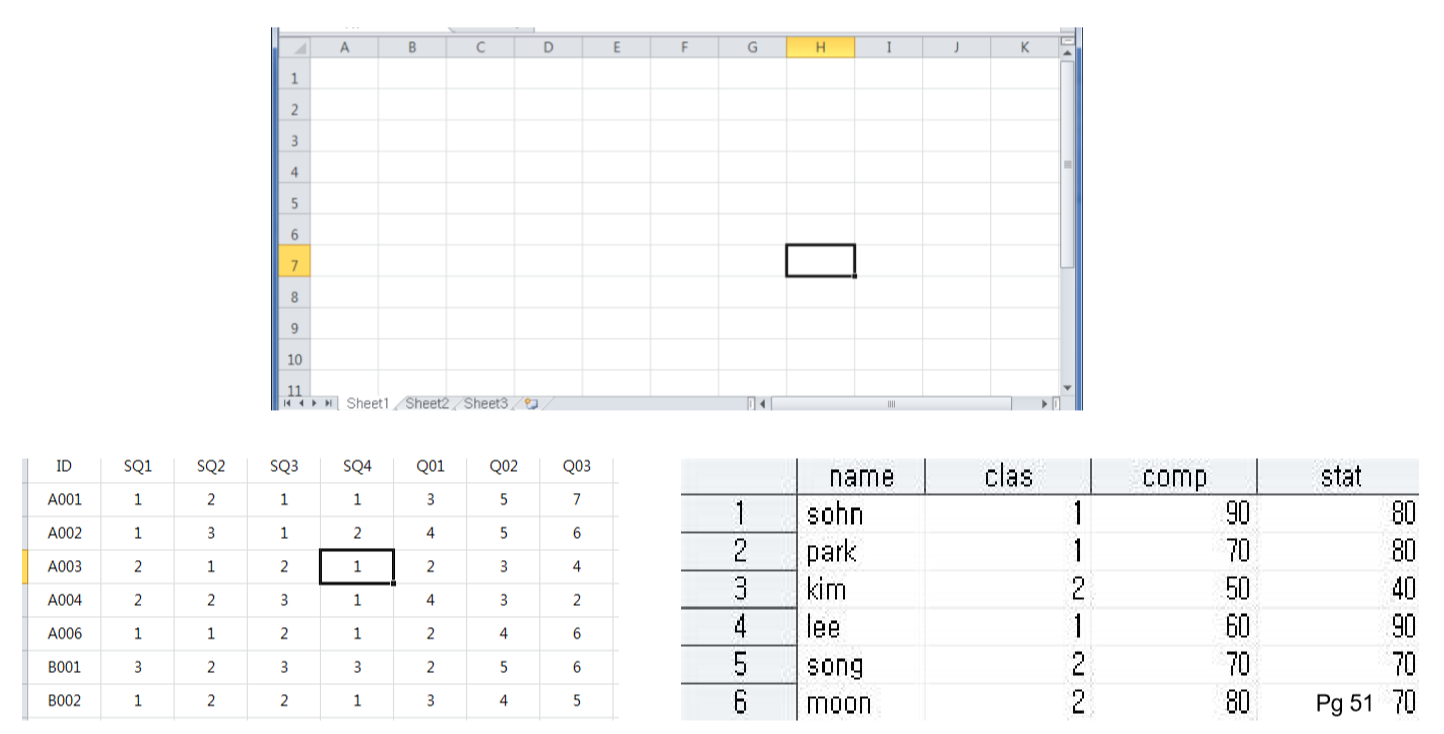 A B C D E F G H I J K
1
2
3
4
5
6
7
8
9
10
11
Sheet1 Sheet2 Sheet3
ID SQ1 SQ2 SQ3 SQ4 Q01 Q02 Q03
A001 1 2 1 1 3 5 7
A002 1 3 1 2 4 5 6
A003 2 1 2 1 2 3 4
A004 2 2 3 1 4 3 2
A006 1 1 2 1 2 4 6
B001 3 2 3 3 2 5 6
B002 1 2 2 1 3 4 5
name clas comp stat
1 sohn 1 90 80
2 park 1 70 80
3 kim 2 50 40
4 lee 1 60 90
5 song 2 70 70
6 moon 2 80 70
Pg 51